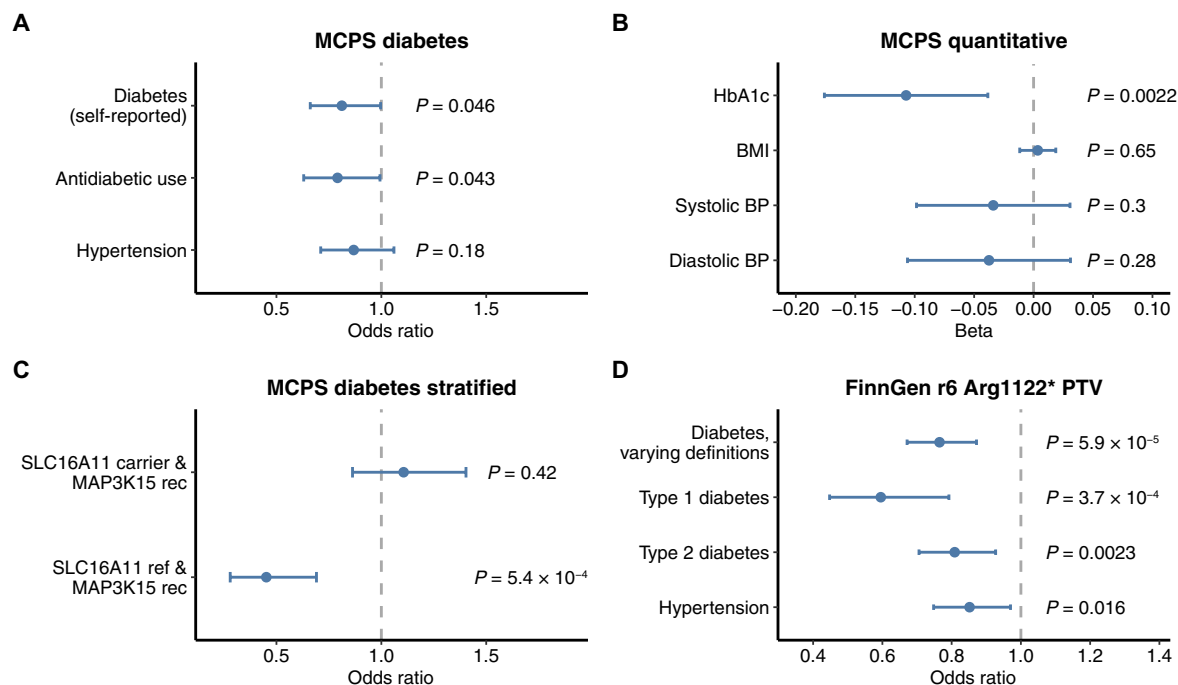 A
MCPS diabetes
Diabetes
(self-reported)
P = 0.046
Antidiabetic use
P = 0.043
Hypertension
P = 0.18
0.5
1.0
1.5
Odds ratio
B
MCPS quantitative
HbA1c
P = 0.0022
BMI
P = 0.65
Systolic BP
P = 0.3
Diastolic BP
P = 0.28
−0.20
−0.15
−0.10
−0.05
0.00
0.05
0.10
Beta
C
MCPS diabetes stratified
SLC16A11 carrier &
MAP3K15 rec
P = 0.42
SLC16A11 ref &
MAP3K15 rec
P = 5.4 × 10⁻⁴
0.5
1.0
1.5
Odds ratio
D
FinnGen r6 Arg1122* PTV
Diabetes,
varying definitions
P = 5.9 × 10⁻⁵
Type 1 diabetes
P = 3.7 × 10⁻⁴
Type 2 diabetes
P = 0.0023
Hypertension
P = 0.016
0.4
0.6
0.8
1.0
1.2
1.4
Odds ratio